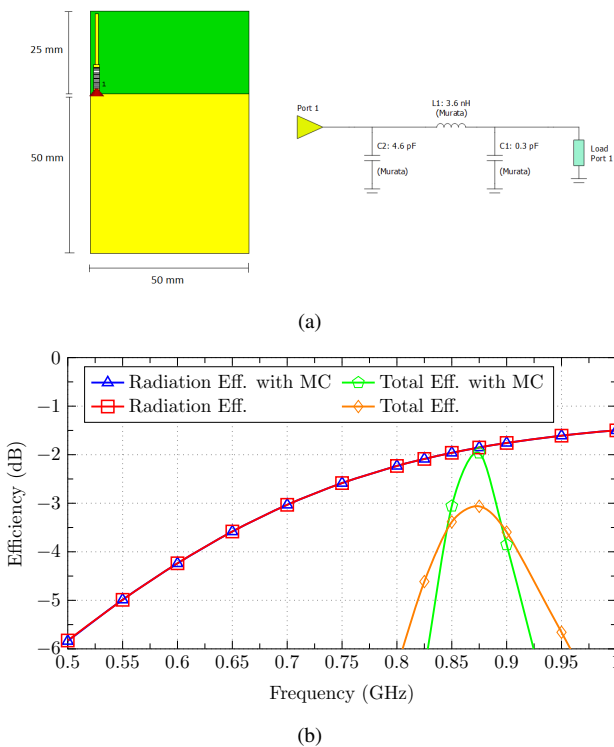 25 mm
1
50 mm
50 mm
Port 1
L1: 3.6 nH
(Murata)
C2: 4.6 pF
(Murata)
C1: 0.3 pF
(Murata)
Load
Port 1
(a)
Efficiency (dB)
0
−1
−2
−3
−4
−5
−6
Radiation Eff. with MC
Total Eff. with MC
Radiation Eff.
Total Eff.
0.5 0.55 0.6 0.65 0.7 0.75 0.8 0.85 0.9 0.95 1
Frequency (GHz)
(b)